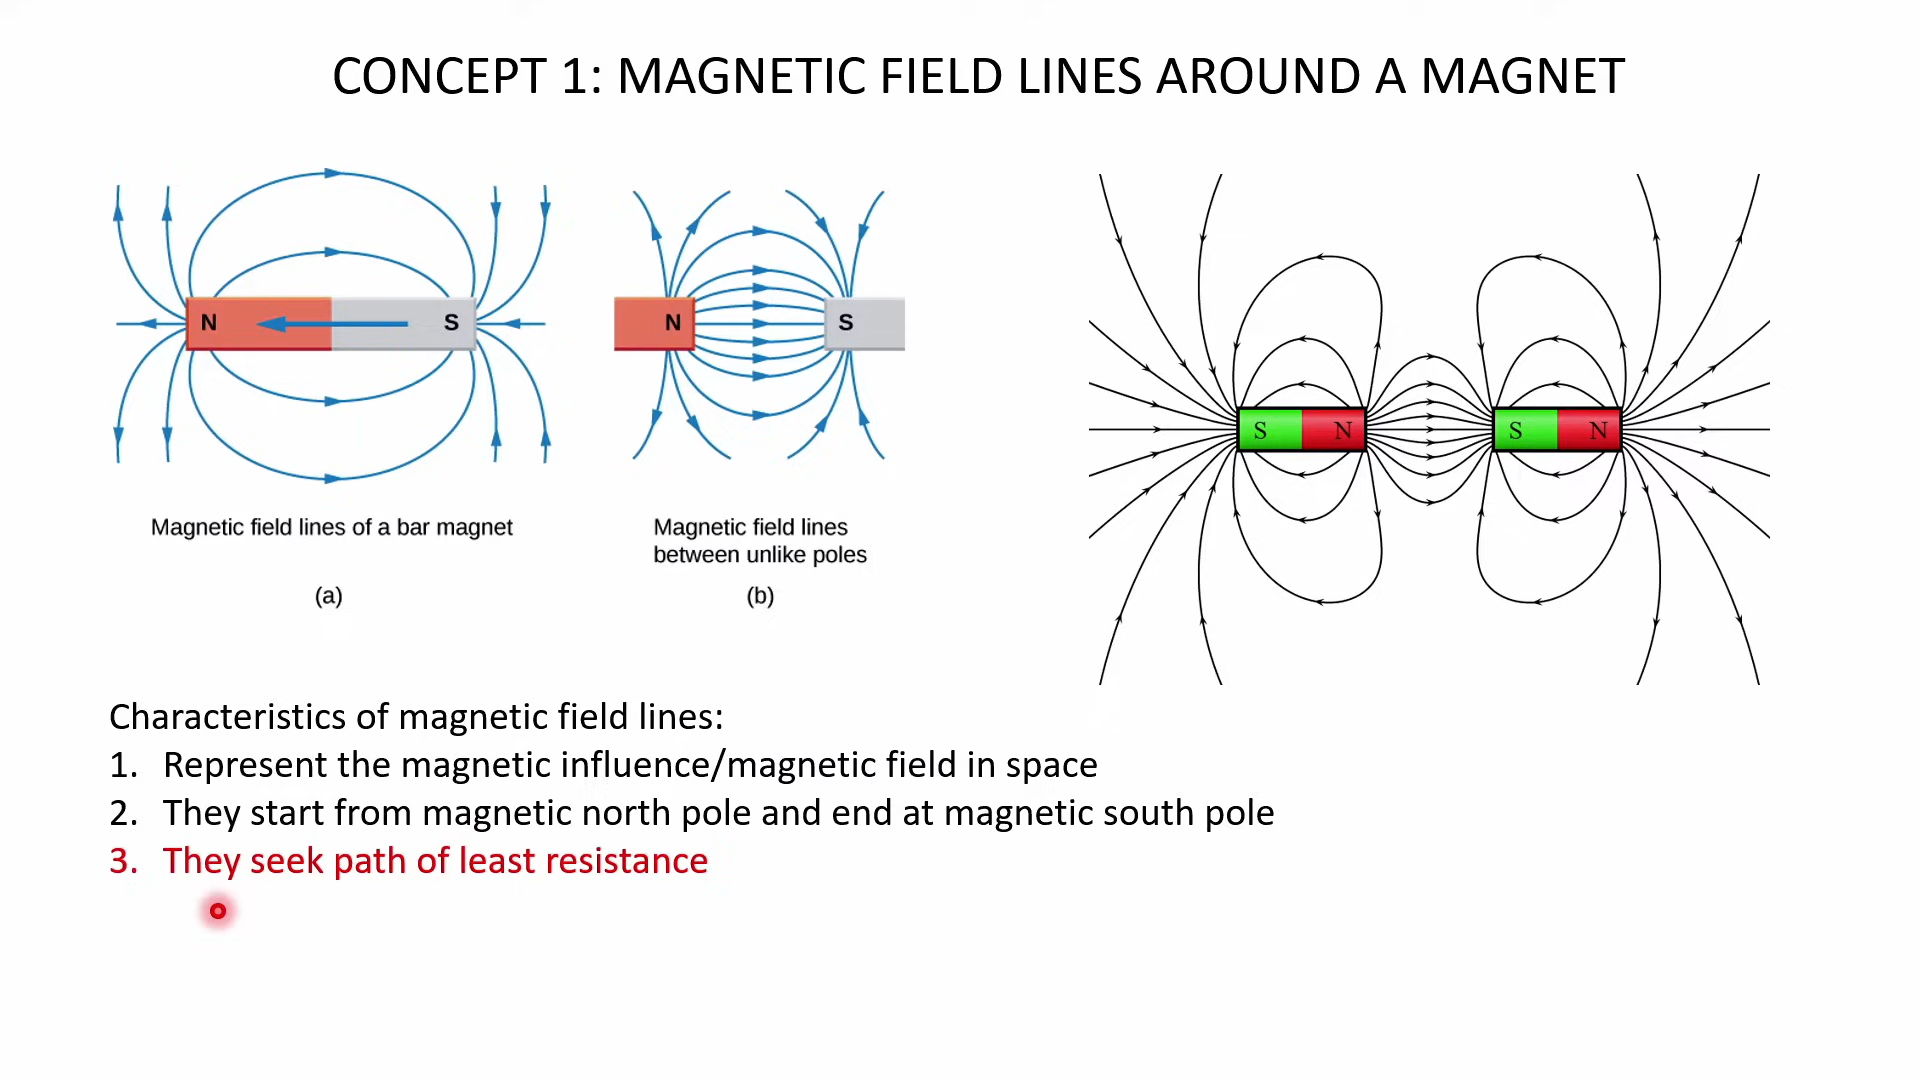 CONCEPT 1: MAGNETIC FIELD LINES AROUND A MAGNET
N S
N S
S N S N
Magnetic field lines of a bar magnet
(a)
Magnetic field lines
between unlike poles
(b)
Characteristics of magnetic field lines:
1. Represent the magnetic influence/magnetic field in space
2. They start from magnetic north pole and end at magnetic south pole
3. They seek path of least resistance